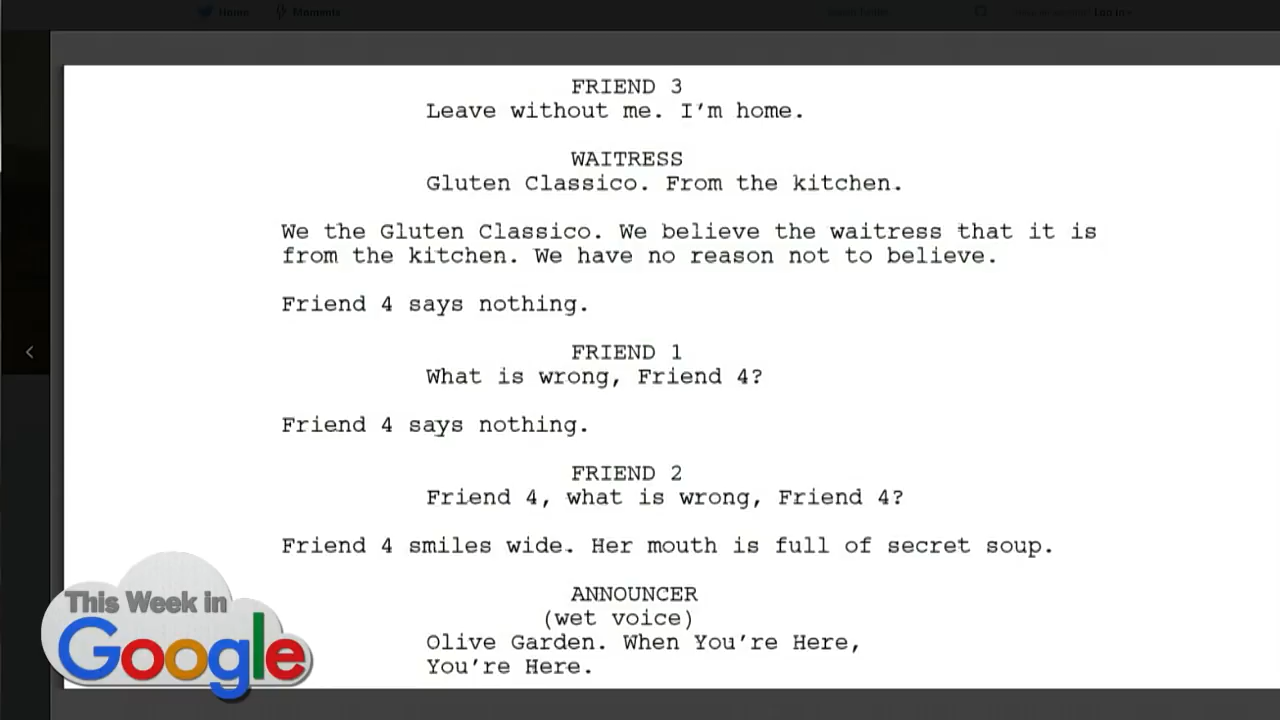 Home Moments
Log in
FRIEND 3
Leave without me. I'm home.
WAITRESS
Gluten Classico. From the kitchen.
We the Gluten Classico. We believe the waitress that it is
from the kitchen. We have no reason not to believe.
Friend 4 says nothing.
FRIEND 1
What is wrong, Friend 4?
Friend 4 says nothing.
FRIEND 2
Friend 4, what is wrong, Friend 4?
Friend 4 smiles wide. Her mouth is full of secret soup.
ANNOUNCER
(wet voice)
Olive Garden. When You're Here,
You're Here.
This Week in
Google